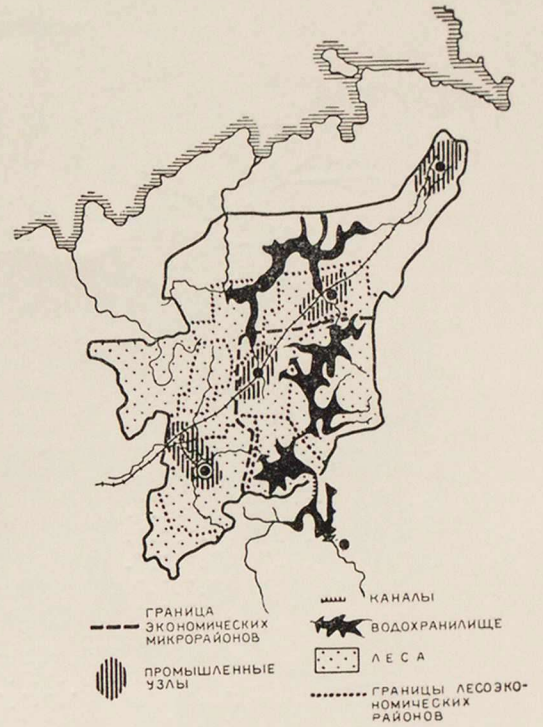 ГРАНИЦА
ЭКОНОМИЧЕСКИХ
МИКРОРАЙОНОВ
ПРОМЫШЛЕННЫЕ
УЗЛЫ
КАНАЛЫ
ВОДОХРАНИЛИЩЕ
ЛЕСА
ГРАНИЦЫ ЛЕСОЭКО-
НОМИЧЕСКИХ
РАЙОНОВ